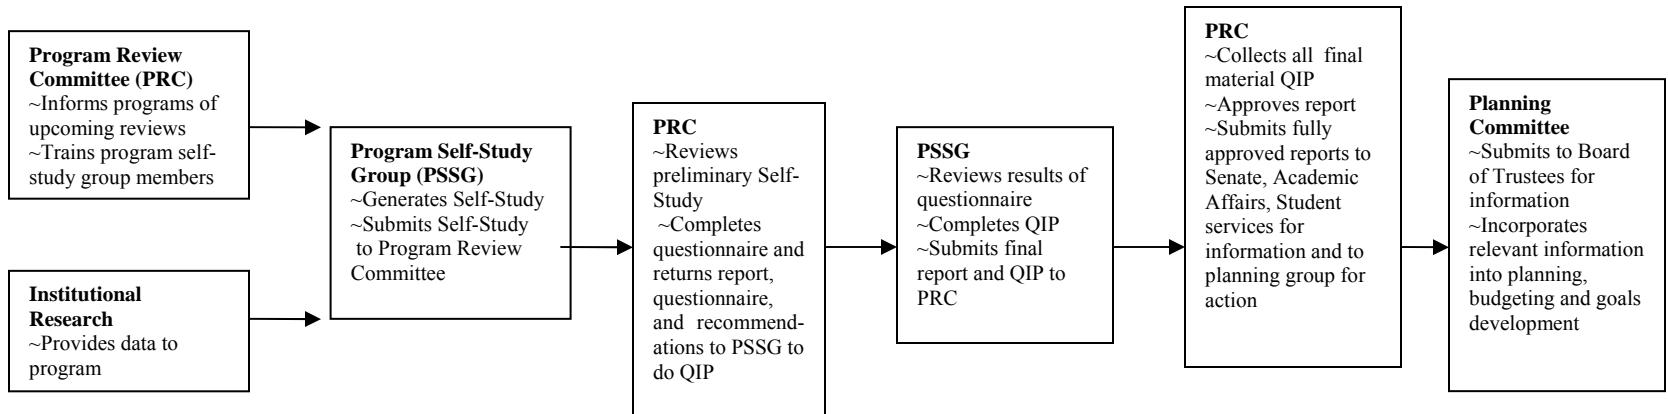 Program Review
Committee (PRC)
~Informs programs of
upcoming reviews
~Trains program self-
study group members
Institutional
Research
~Provides data to
program
Program Self-Study
Group (PSSG)
~Generates Self-Study
~Submits Self-Study
to Program Review
Committee
PRC
~Reviews
preliminary Self-
Study
~Completes
questionnaire and
returns report,
questionnaire,
and recommend-
ations to PSSG to
do QIP
PSSG
~Reviews results of
questionnaire
~Completes QIP
~Submits final
report and QIP to
PRC
PRC
~Collects all final
material QIP
~Approves report
~Submits fully
approved reports to
Senate, Academic
Affairs, Student
services for
information and to
planning group for
action
Planning
Committee
~Submits to Board
of Trustees for
information
~Incorporates
relevant information
into planning,
budgeting and goals
development